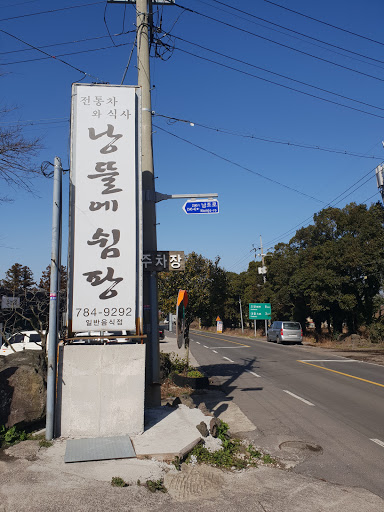 전통차
와 식사
낭뜰에쉼팡
784-9292
일반음식점
남조로
주차장